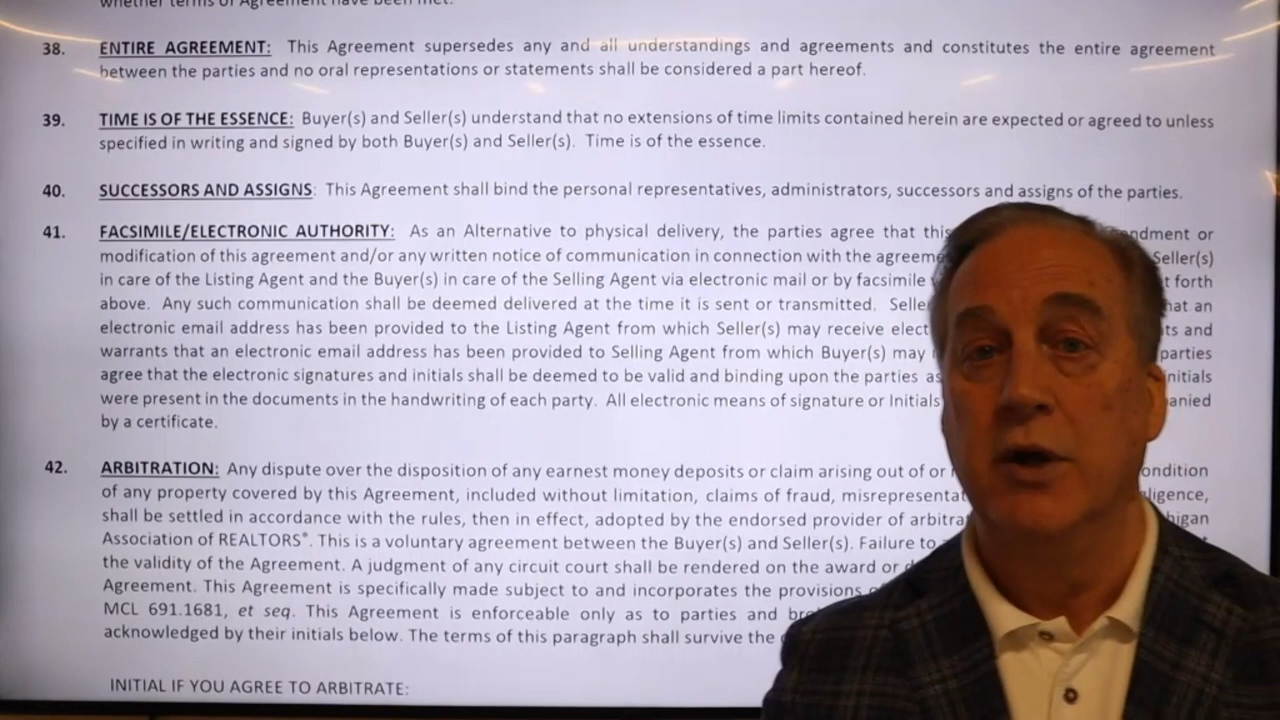 whether terms of Agreement have been met.
38. ENTIRE AGREEMENT: This Agreement supersedes any and all understandings and agreements and constitutes the entire agreement
between the parties and no oral representations or statements shall be considered a part hereof.
39. TIME IS OF THE ESSENCE: Buyer(s) and Seller(s) understand that no extensions of time limits contained herein are expected or agreed to unless
specified in writing and signed by both Buyer(s) and Seller(s). Time is of the essence.
40. SUCCESSORS AND ASSIGNS: This Agreement shall bind the personal representatives, administrators, successors and assigns of the parties.
41. FACSIMILE/ELECTRONIC AUTHORITY: As an Alternative to physical delivery, the parties agree that this ndment or
modification of this agreement and/or any written notice of communication in connection with the agreeme Seller(s)
in care of the Listing Agent and the Buyer(s) in care of the Selling Agent via electronic mail or by facsimile t forth
above. Any such communication shall be deemed delivered at the time it is sent or transmitted. Selle hat an
electronic email address has been provided to the Listing Agent from which Seller(s) may receive elect ts and
warrants that an electronic email address has been provided to Selling Agent from which Buyer(s) may parties
agree that the electronic signatures and initials shall be deemed to be valid and binding upon the parties as initials
were present in the documents in the handwriting of each party. All electronic means of signature or Initials anied
by a certificate.
42. ARBITRATION: Any dispute over the disposition of any earnest money deposits or claim arising out of or ondition
of any property covered by this Agreement, included without limitation, claims of fraud, misrepresentat ligence,
shall be settled in accordance with the rules, then in effect, adopted by the endorsed provider of arbitra higan
Association of REALTORS®. This is a voluntary agreement between the Buyer(s) and Seller(s). Failure to
the validity of the Agreement. A judgment of any circuit court shall be rendered on the award or
Agreement. This Agreement is specifically made subject to and incorporates the provisions
MCL 691.1681, et seq. This Agreement is enforceable only as to parties and br
acknowledged by their initials below. The terms of this paragraph shall survive the
INITIAL IF YOU AGREE TO ARBITRATE: